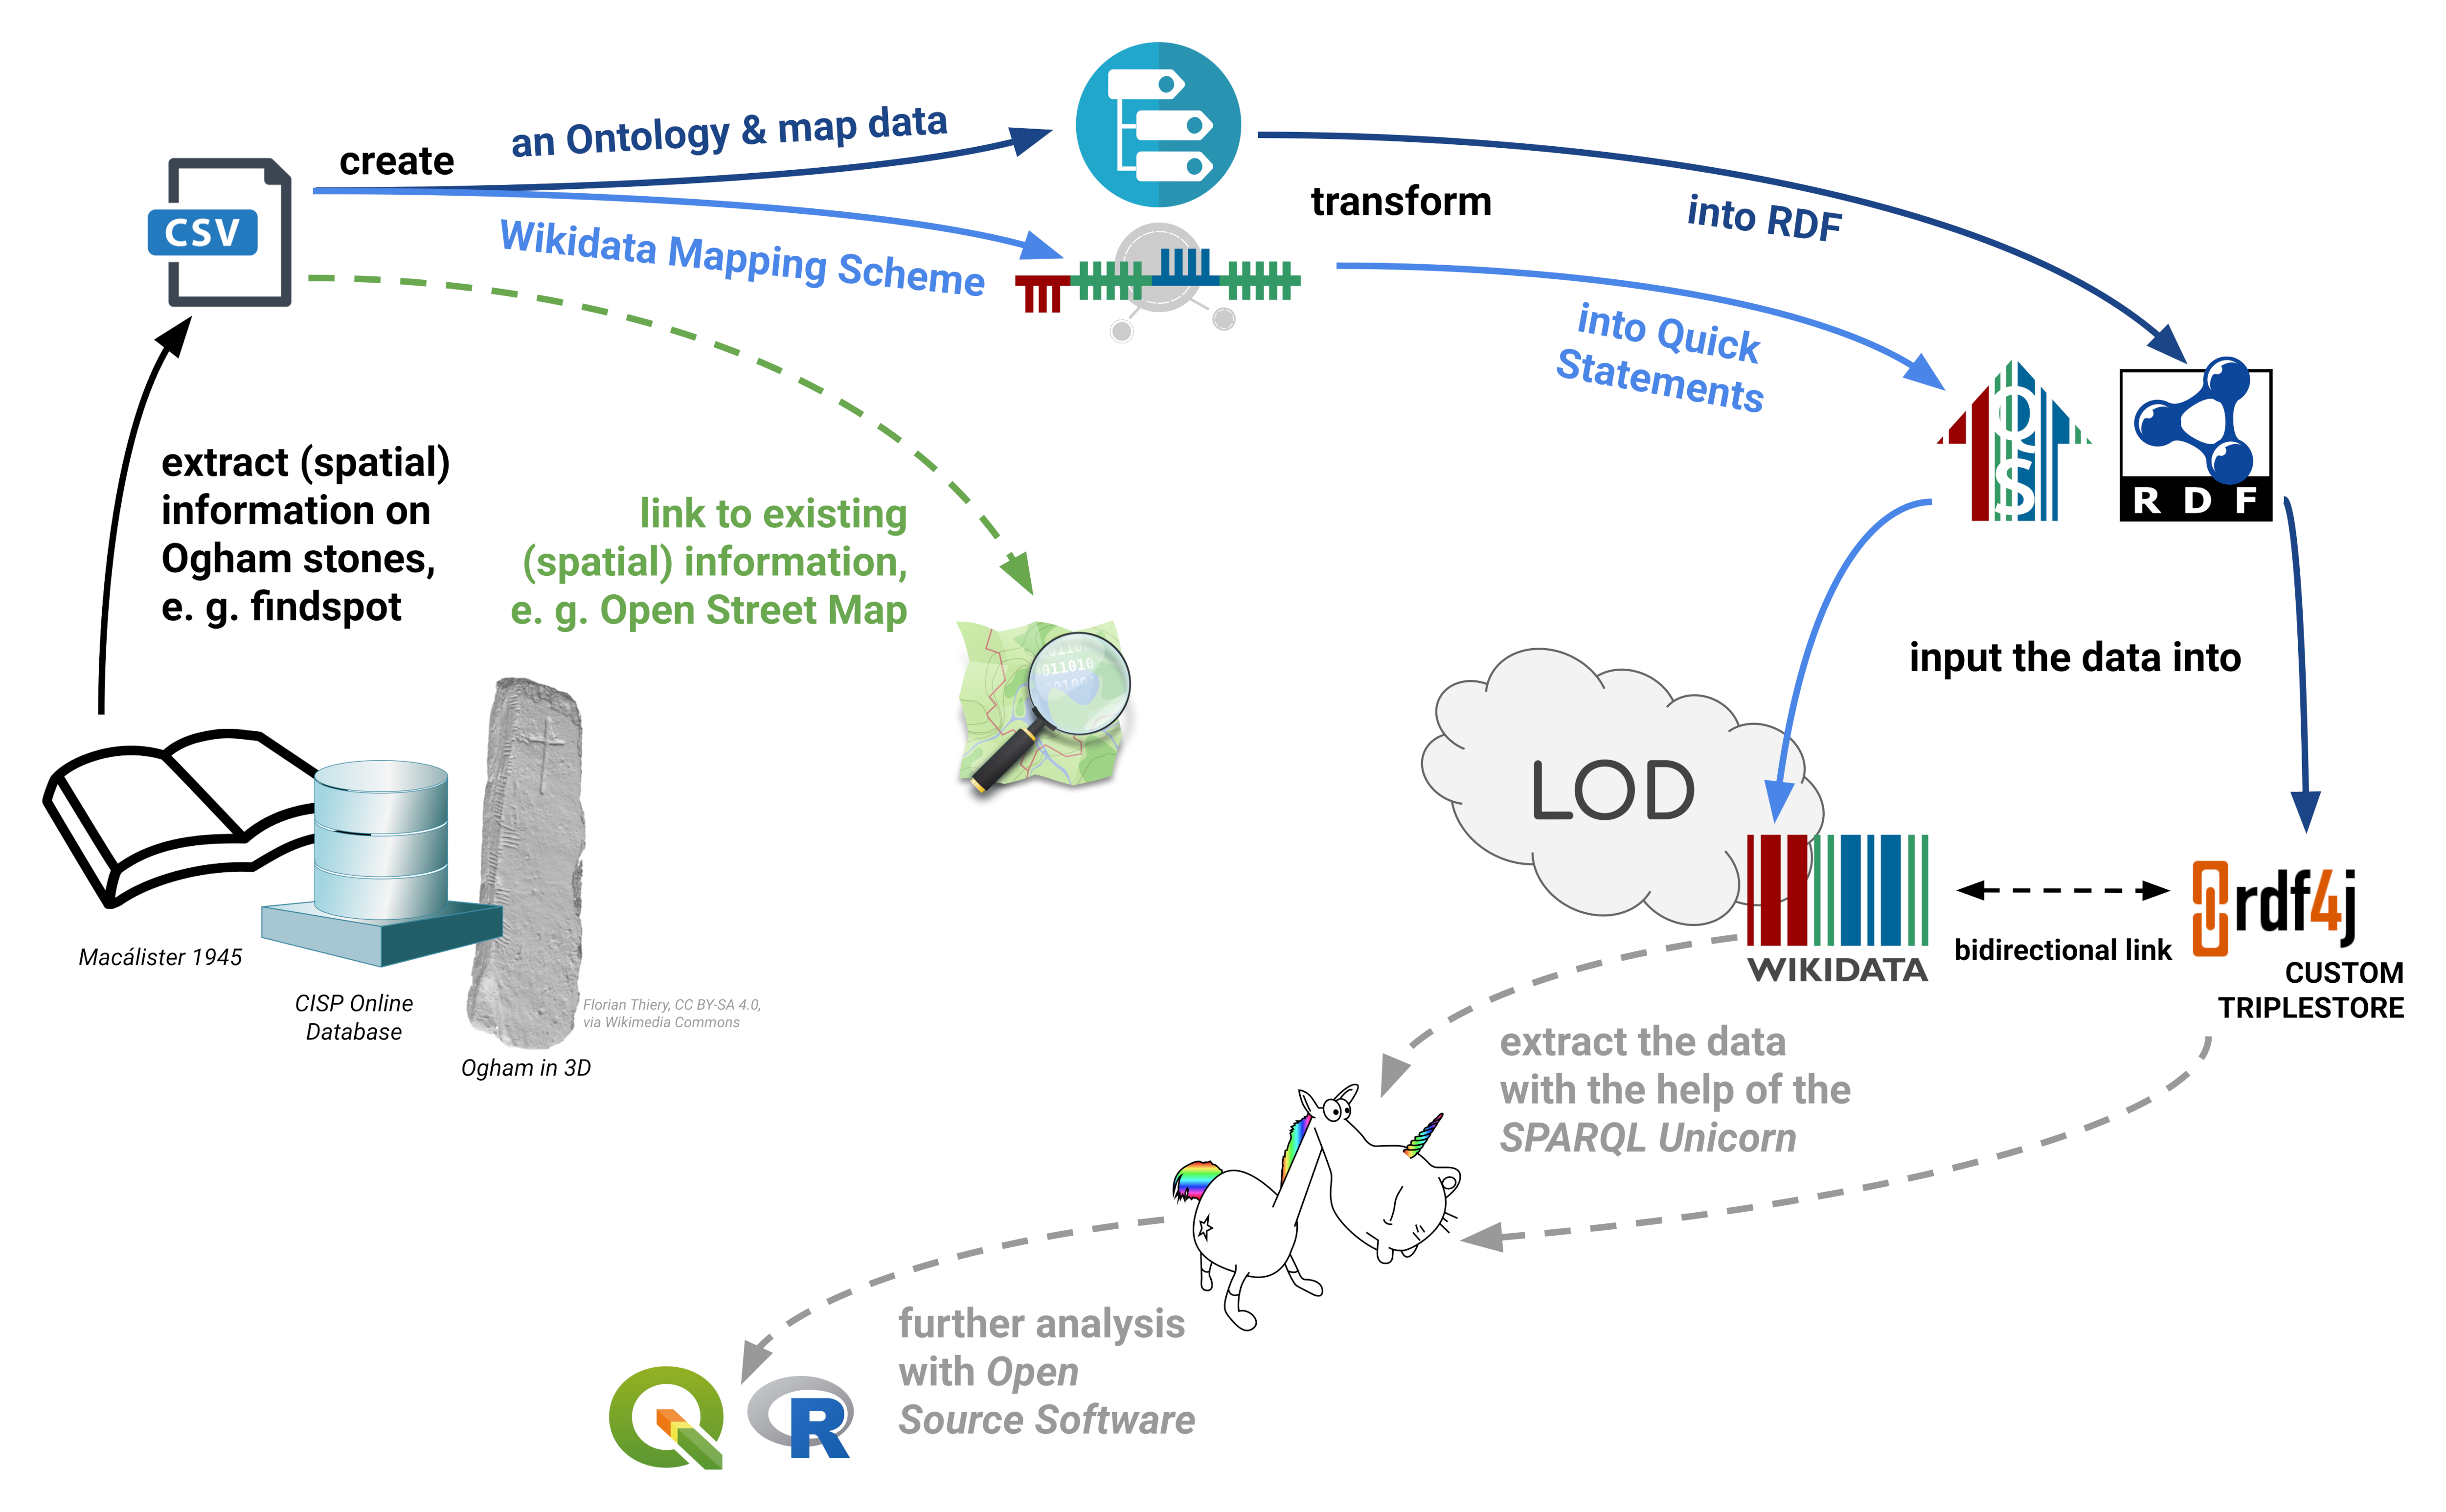 create
an Ontology & map data
Wikidata Mapping Scheme
CSV
transform
into RDF
into Quick
Statements
QS
RDF
extract (spatial)
information on
Ogham stones,
e. g. findspot
link to existing
(spatial) information,
e. g. Open Street Map
011010
input the data into
LOD
WIKIDATA
bidirectional link
rdf4j
CUSTOM
TRIPLESTORE
Macálister 1945
CISP Online
Database
Ogham in 3D
Florian Thiery, CC BY-SA 4.0,
via Wikimedia Commons
extract the data
with the help of the
SPARQL Unicorn
further analysis
with Open
Source Software
Q
R